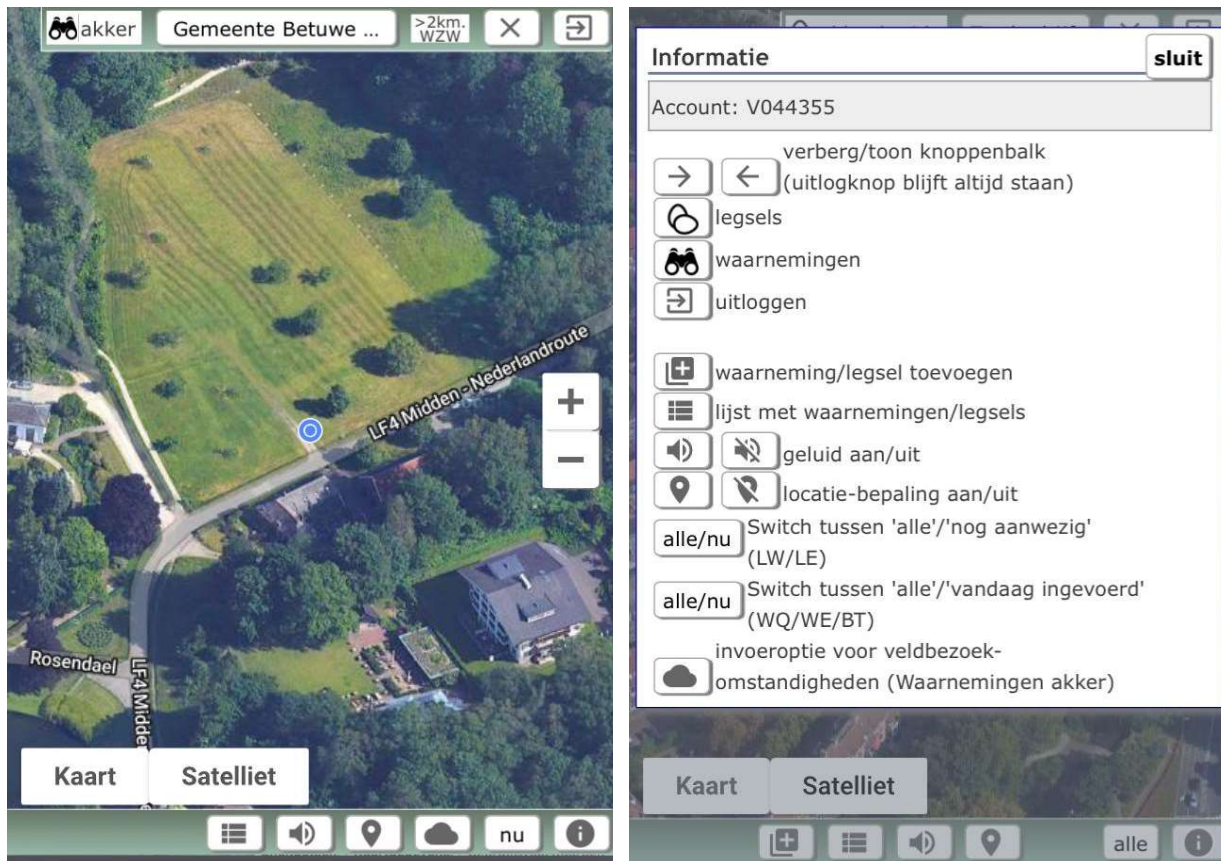 akker
Gemeente Betuwe ...
>2km.
WZW
LF4 Midden - Nederlandroute
Rosendael
LF4 Midde
Kaart
Satelliet
nu
Informatie
sluit
Account: V044355
verberg/toon knoppenbalk
(uitlogknop blijft altijd staan)
legsels
waarnemingen
uitloggen
waarneming/legsel toevoegen
lijst met waarnemingen/legsels
geluid aan/uit
locatie-bepaling aan/uit
alle/nu
Switch tussen 'alle'/'nog aanwezig'
(LW/LE)
alle/nu
Switch tussen 'alle'/'vandaag ingevoerd'
(WQ/WE/BT)
invoeroptie voor veldbezoek-
omstandigheden (Waarnemingen akker)
Kaart
Satelliet
alle